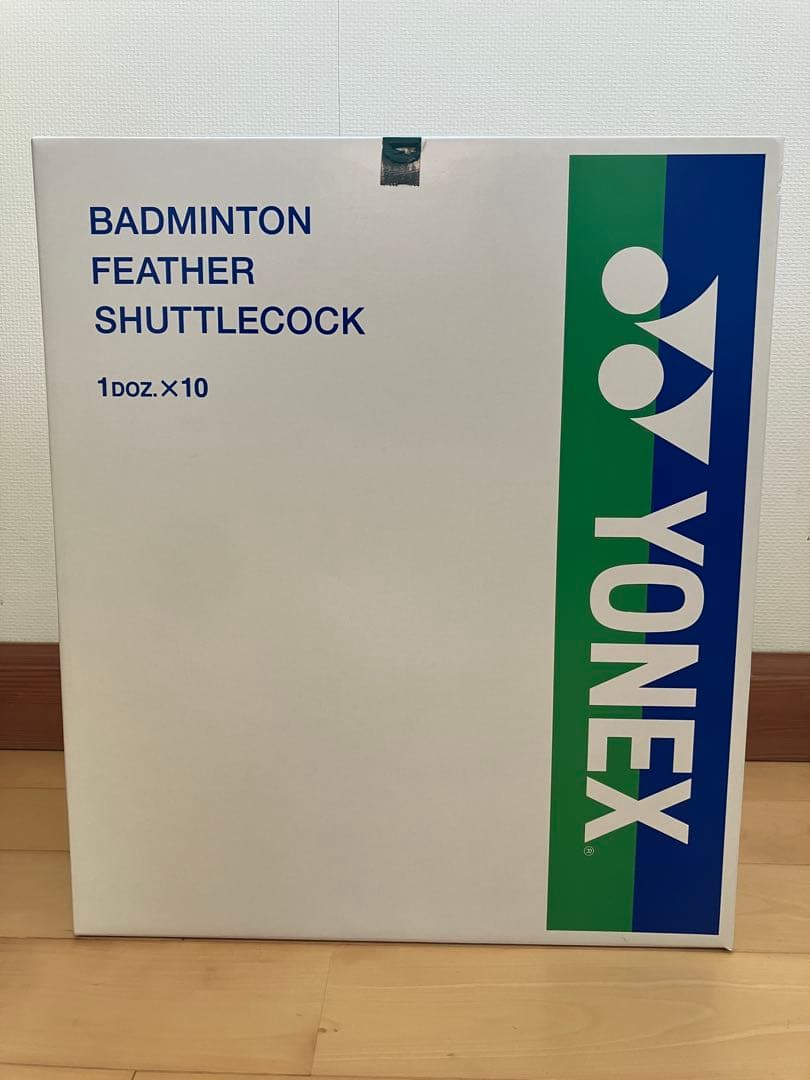 BADMINTON
FEATHER
SHUTTLECOCK
1DOZ.×10
YONEX®